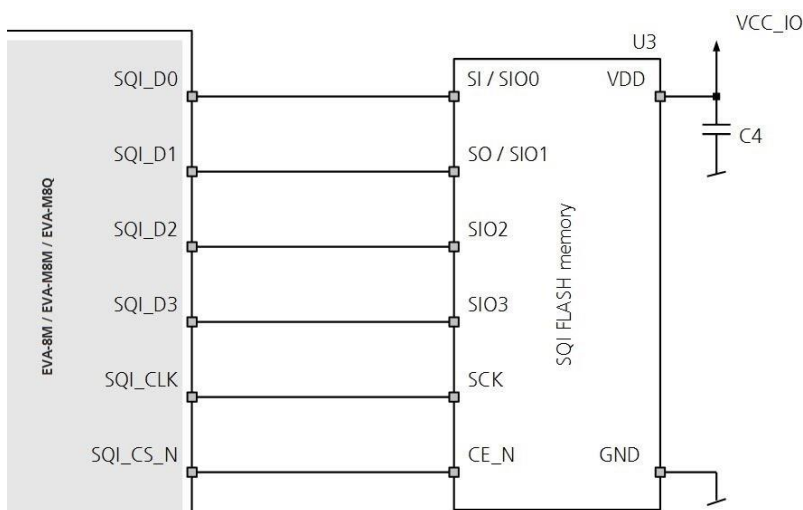 VCC_IO
U3
SQI_D0
SI / SIO0
VDD
C4
SQI_D1
SO / SIO1
SQI_D2
SIO2
SQI_D3
SIO3
SQI_CLK
SCK
SQI_CS_N
CE_N
GND
EVA-8M / EVA-M8M / EVA-M8Q
SQI FLASH memory